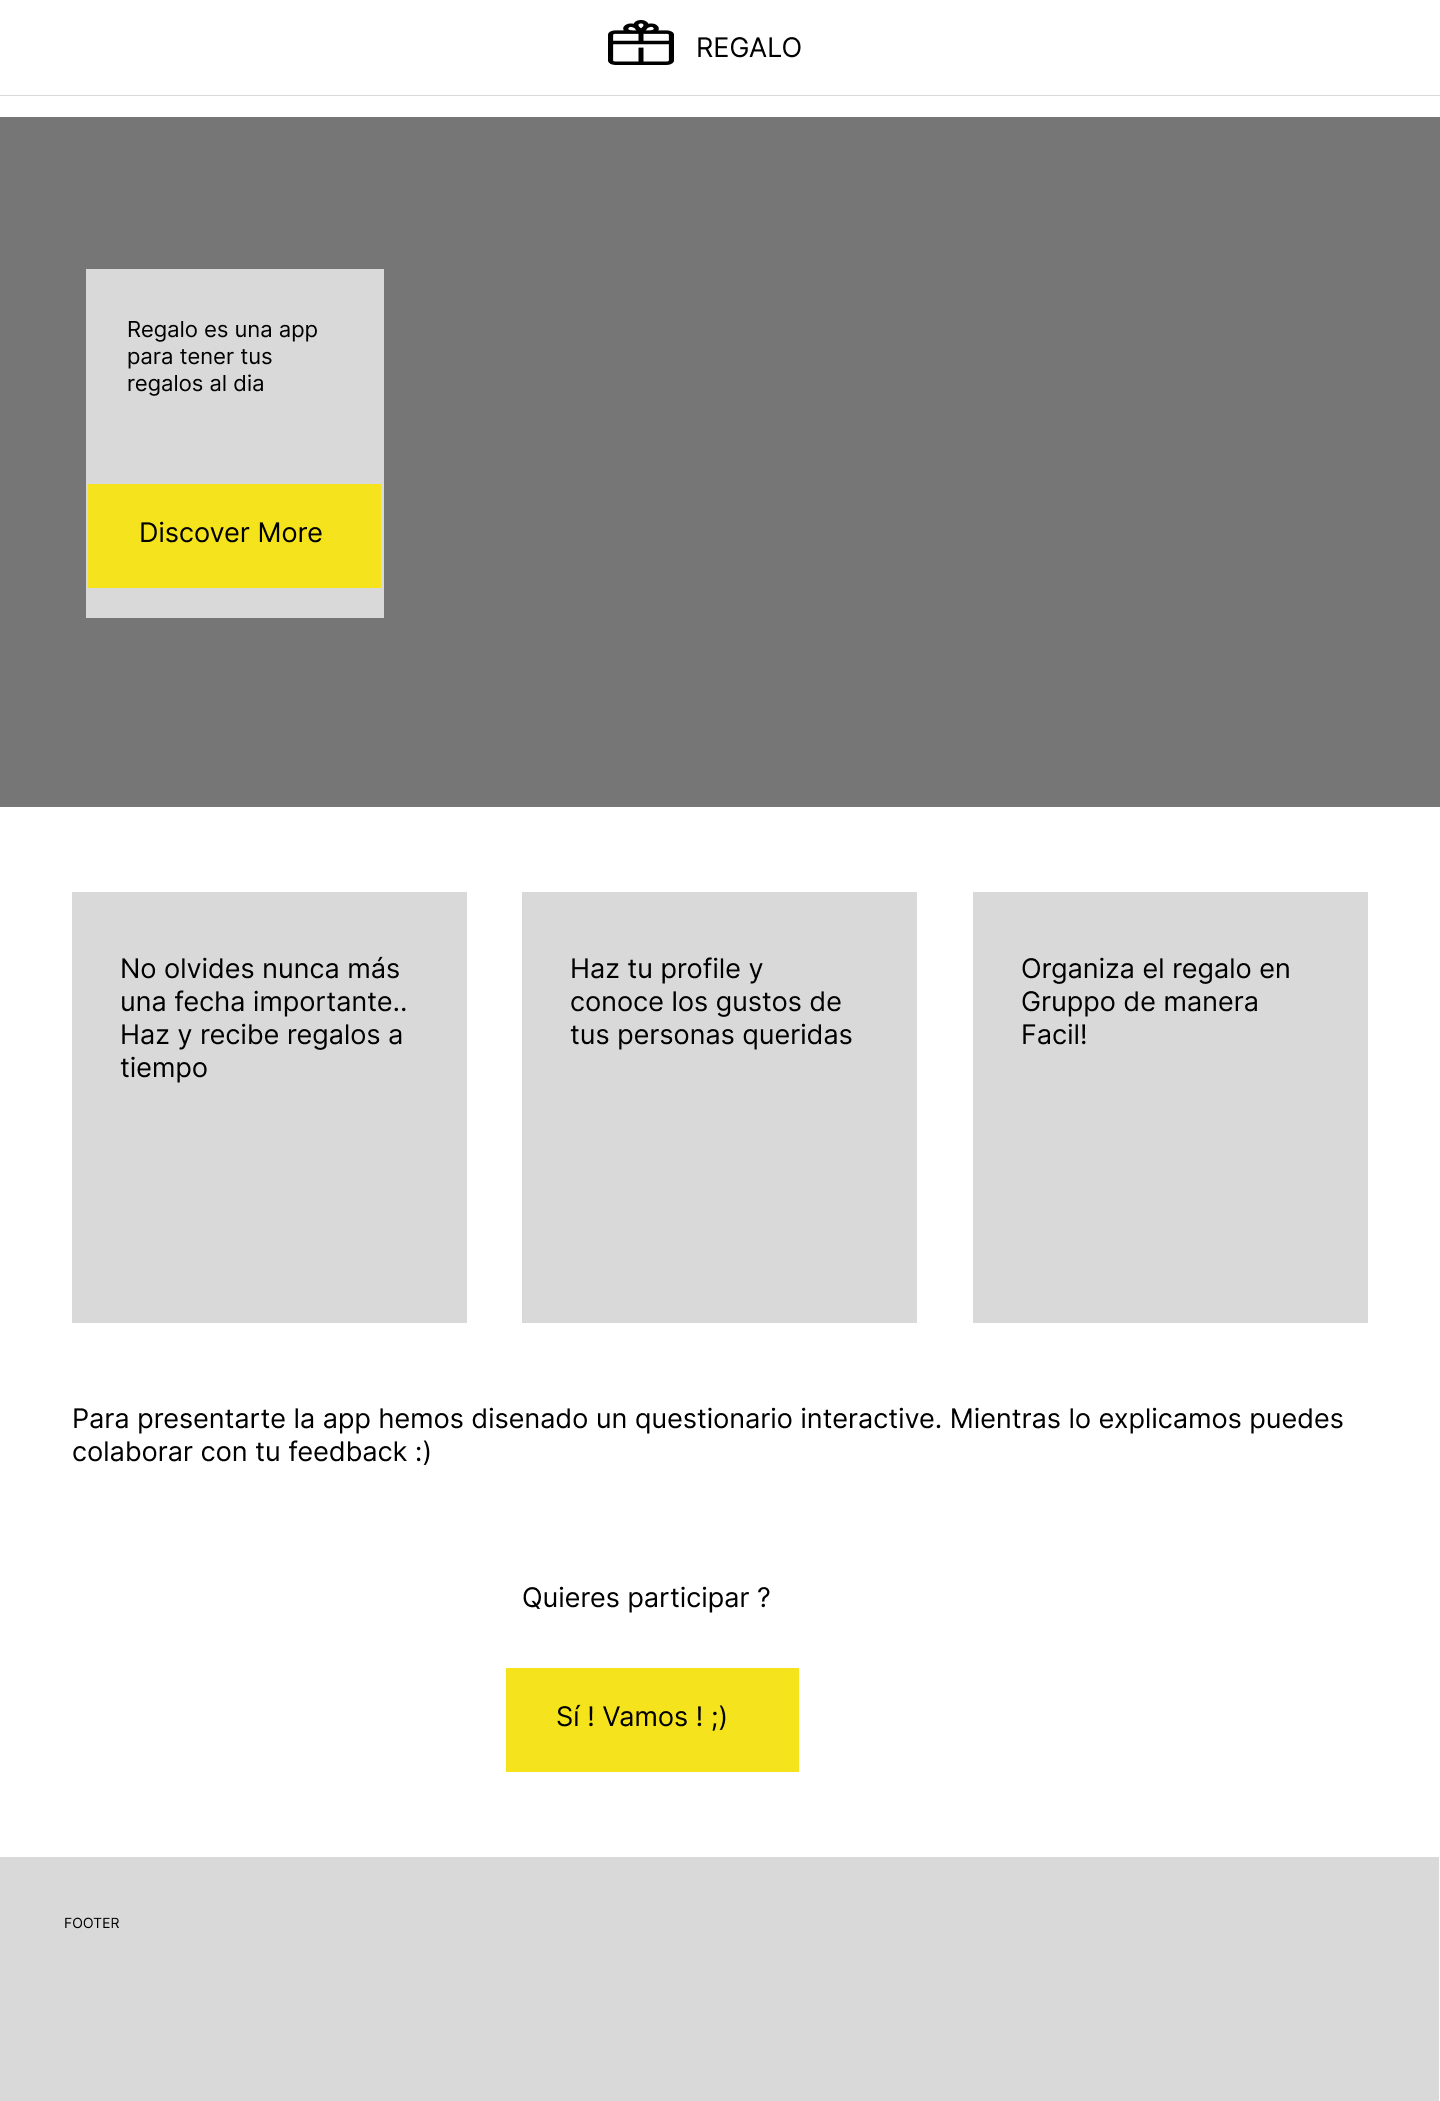 REGALO
Regalo es una app
para tener tus
regalos al dia
Discover More
No olvides nunca más
una fecha importante..
Haz y recibe regalos a
tiempo
Haz tu profile y
conoce los gustos de
tus personas queridas
Organiza el regalo en
Gruppo de manera
Facil!
Para presentarte la app hemos disenado un questionario interactive. Mientras lo explicamos puedes
colaborar con tu feedback :)
Quieres participar ?
Sí ! Vamos ! ;)
FOOTER